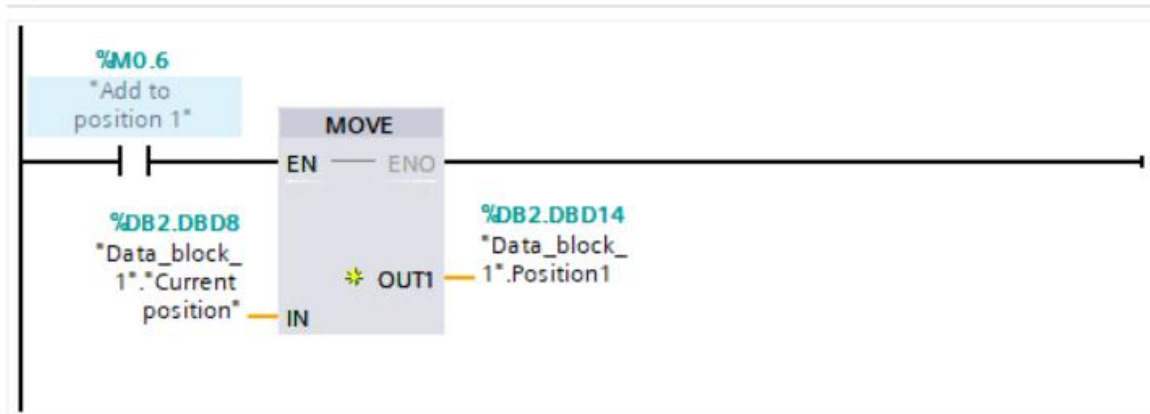 %M0.6
"Add to
position 1"
MOVE
EN
ENO
%DB2.DBD8
"Data_block_
1"."Current
position"
IN
OUT1
%DB2.DBD14
"Data_block_
1".Position1